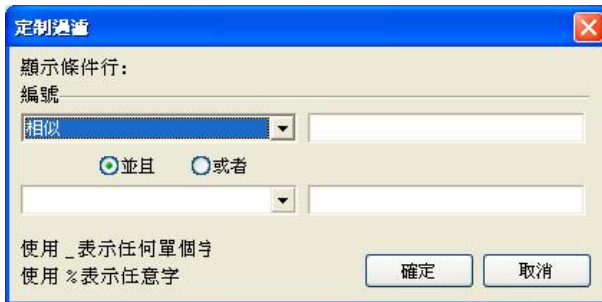 定制過濾
顯示條件行：
編號
相似
並且 或者
使用 _ 表示任何單個字
使用 % 表示任意字
確定 取消